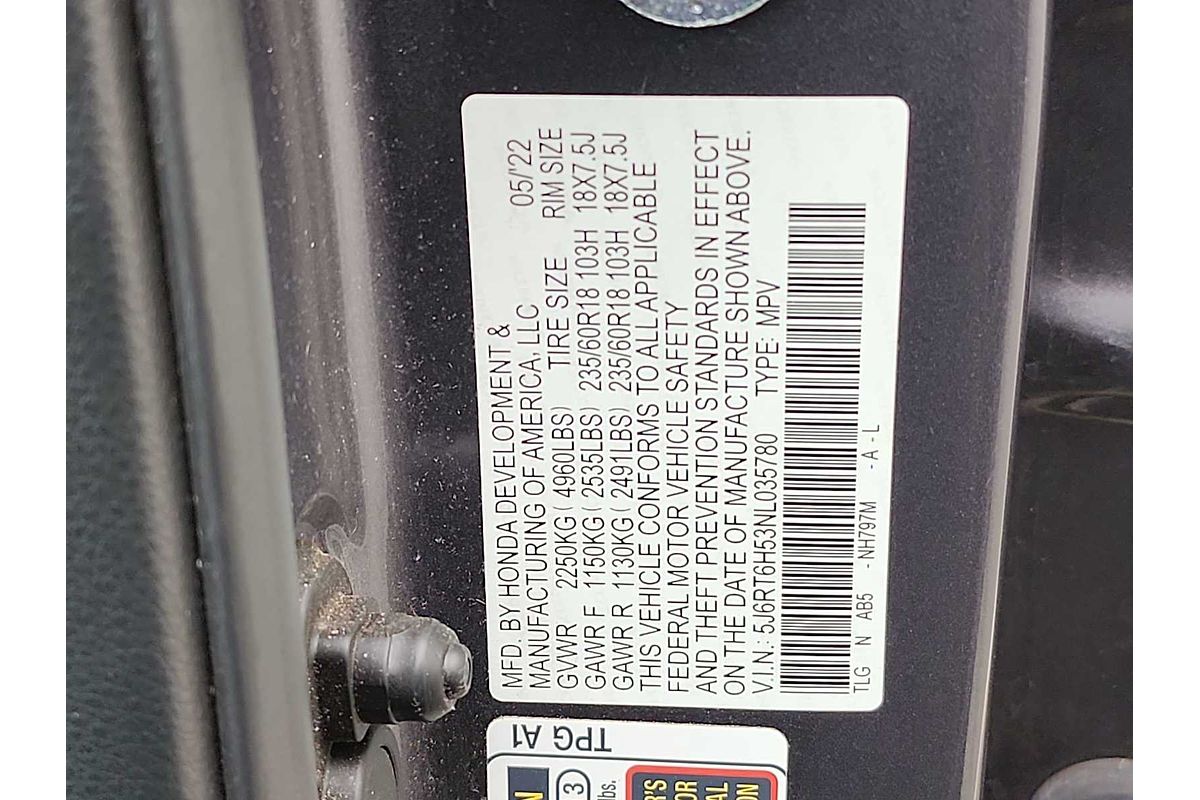 MFD. BY HONDA DEVELOPMENT &
MANUFACTURING OF AMERICA, LLC 05/'22
GVWR 2250KG ( 4960LBS) TIRE SIZE RIM SIZE
GAWR F 1150KG ( 2535LBS) 235/60R18 103H 18X7.5J
GAWR R 1130KG ( 2491LBS) 235/60R18 103H 18X7.5J
THIS VEHICLE CONFORMS TO ALL APPLICABLE
FEDERAL MOTOR VEHICLE SAFETY
AND THEFT PREVENTION STANDARDS IN EFFECT
ON THE DATE OF MANUFACTURE SHOWN ABOVE.
V.I.N.: 5J6RT6H53NL035780 TYPE: MPV
TLG N AB5 -NH797M -A-L
TPG A1
3
lbs.